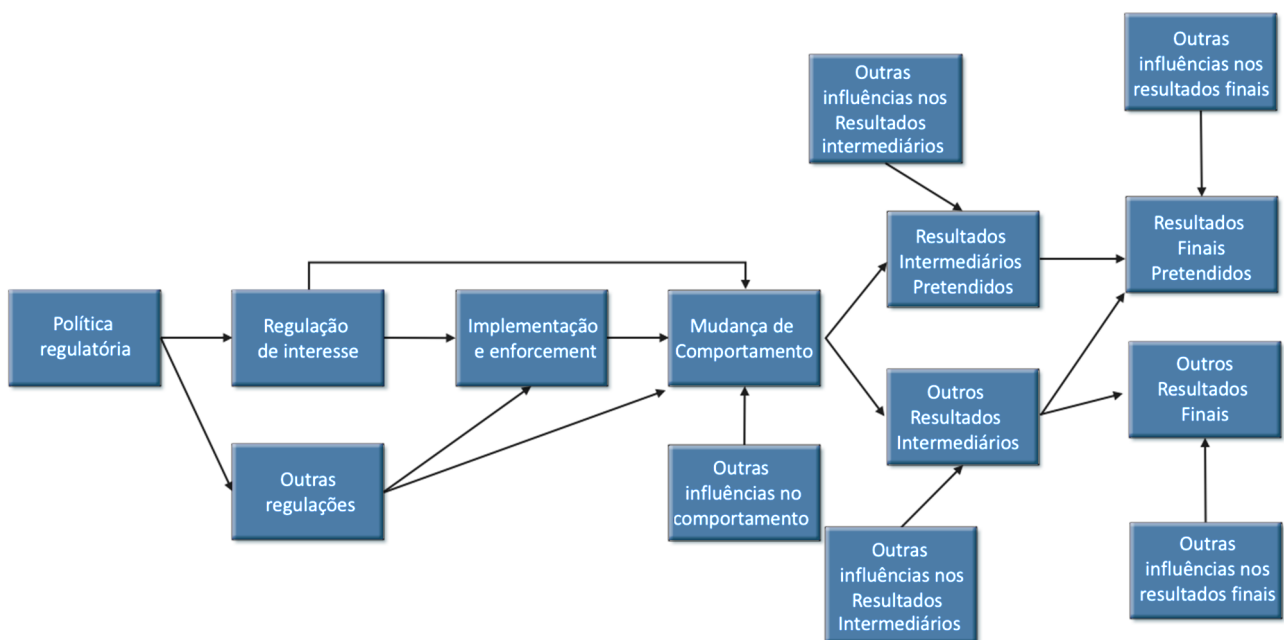 Outras
influências nos
resultados finais
Outras
influências nos
Resultados
intermediários
Resultados
Intermediários
Pretendidos
Resultados
Finais
Pretendidos
Política
regulatória
Regulação
de interesse
Implementação
e enforcement
Mudança de
Comportamento
Outros
Resultados
Intermediários
Outros
Resultados
Finais
Outras
regulações
Outras
influências no
comportamento
Outras
influências nos
Resultados
Intermediários
Outras
influências nos
resultados finais